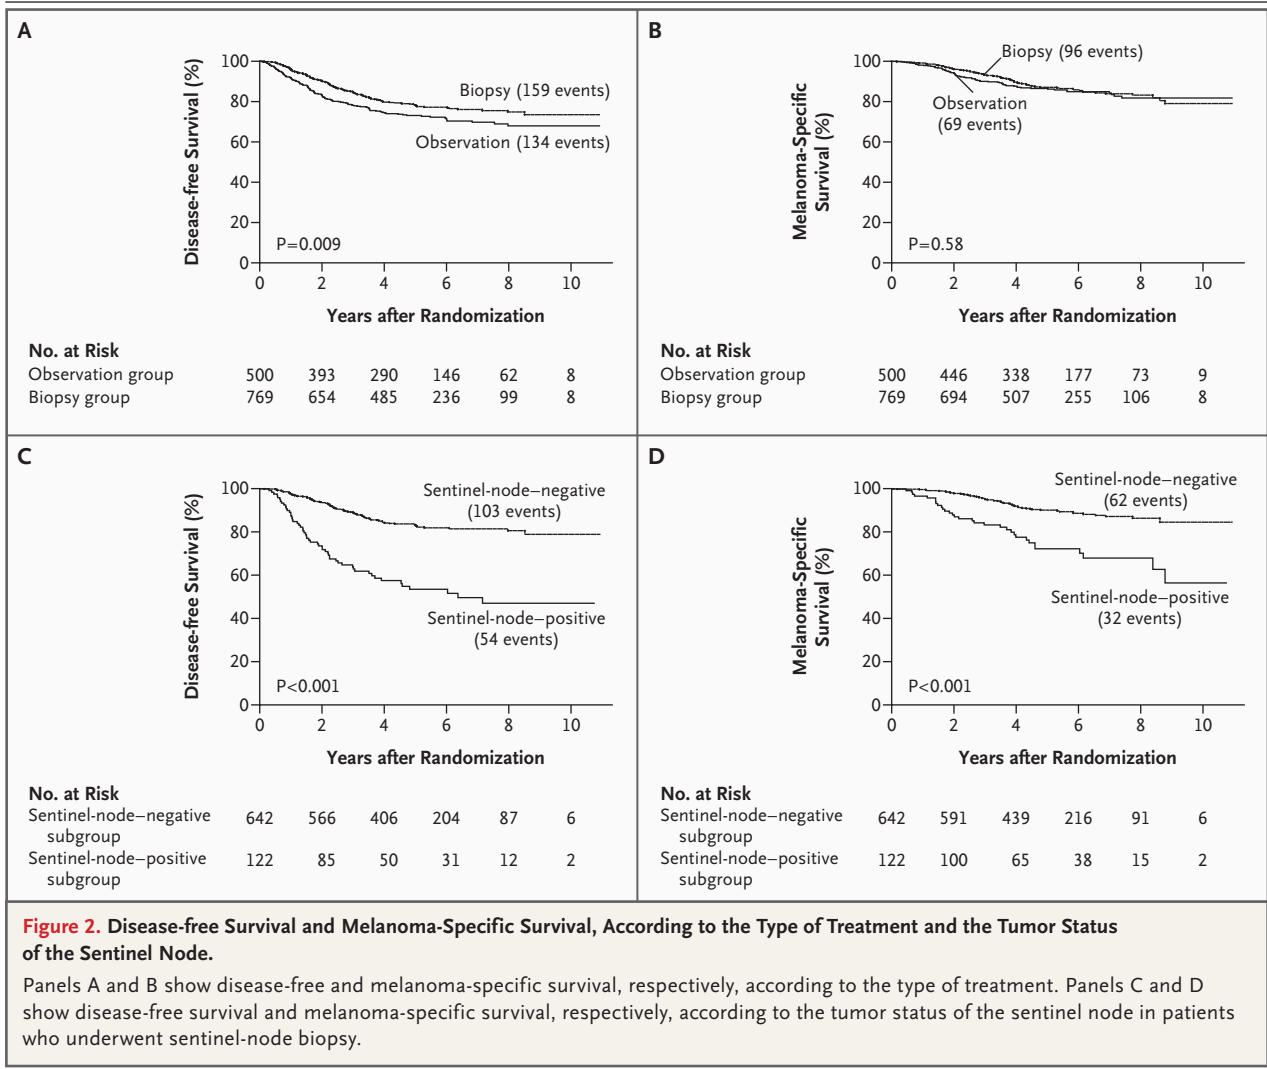 A
Disease-free Survival (%)
100
80
60
40
20
0
Biopsy (159 events)
Observation (134 events)
P=0.009
0 2 4 6 8 10
Years after Randomization
No. at Risk
Observation group 500 393 290 146 62 8
Biopsy group 769 654 485 236 99 8
B
Melanoma-Specific
Survival (%)
100
80
60
40
20
0
Biopsy (96 events)
Observation
(69 events)
P=0.58
0 2 4 6 8 10
Years after Randomization
No. at Risk
Observation group 500 446 338 177 73 9
Biopsy group 769 694 507 255 106 8
C
Disease-free Survival (%)
100
80
60
40
20
0
Sentinel-node–negative
(103 events)
Sentinel-node–positive
(54 events)
P<0.001
0 2 4 6 8 10
Years after Randomization
No. at Risk
Sentinel-node–negative 642 566 406 204 87 6
subgroup
Sentinel-node–positive 122 85 50 31 12 2
subgroup
D
Melanoma-Specific
Survival (%)
100
80
60
40
20
0
Sentinel-node–negative
(62 events)
Sentinel-node–positive
(32 events)
P<0.001
0 2 4 6 8 10
Years after Randomization
No. at Risk
Sentinel-node–negative 642 591 439 216 91 6
subgroup
Sentinel-node–positive 122 100 65 38 15 2
subgroup
Figure 2. Disease-free Survival and Melanoma-Specific Survival, According to the Type of Treatment and the Tumor Status
of the Sentinel Node.
Panels A and B show disease-free and melanoma-specific survival, respectively, according to the type of treatment. Panels C and D
show disease-free survival and melanoma-specific survival, respectively, according to the tumor status of the sentinel node in patients
who underwent sentinel-node biopsy.